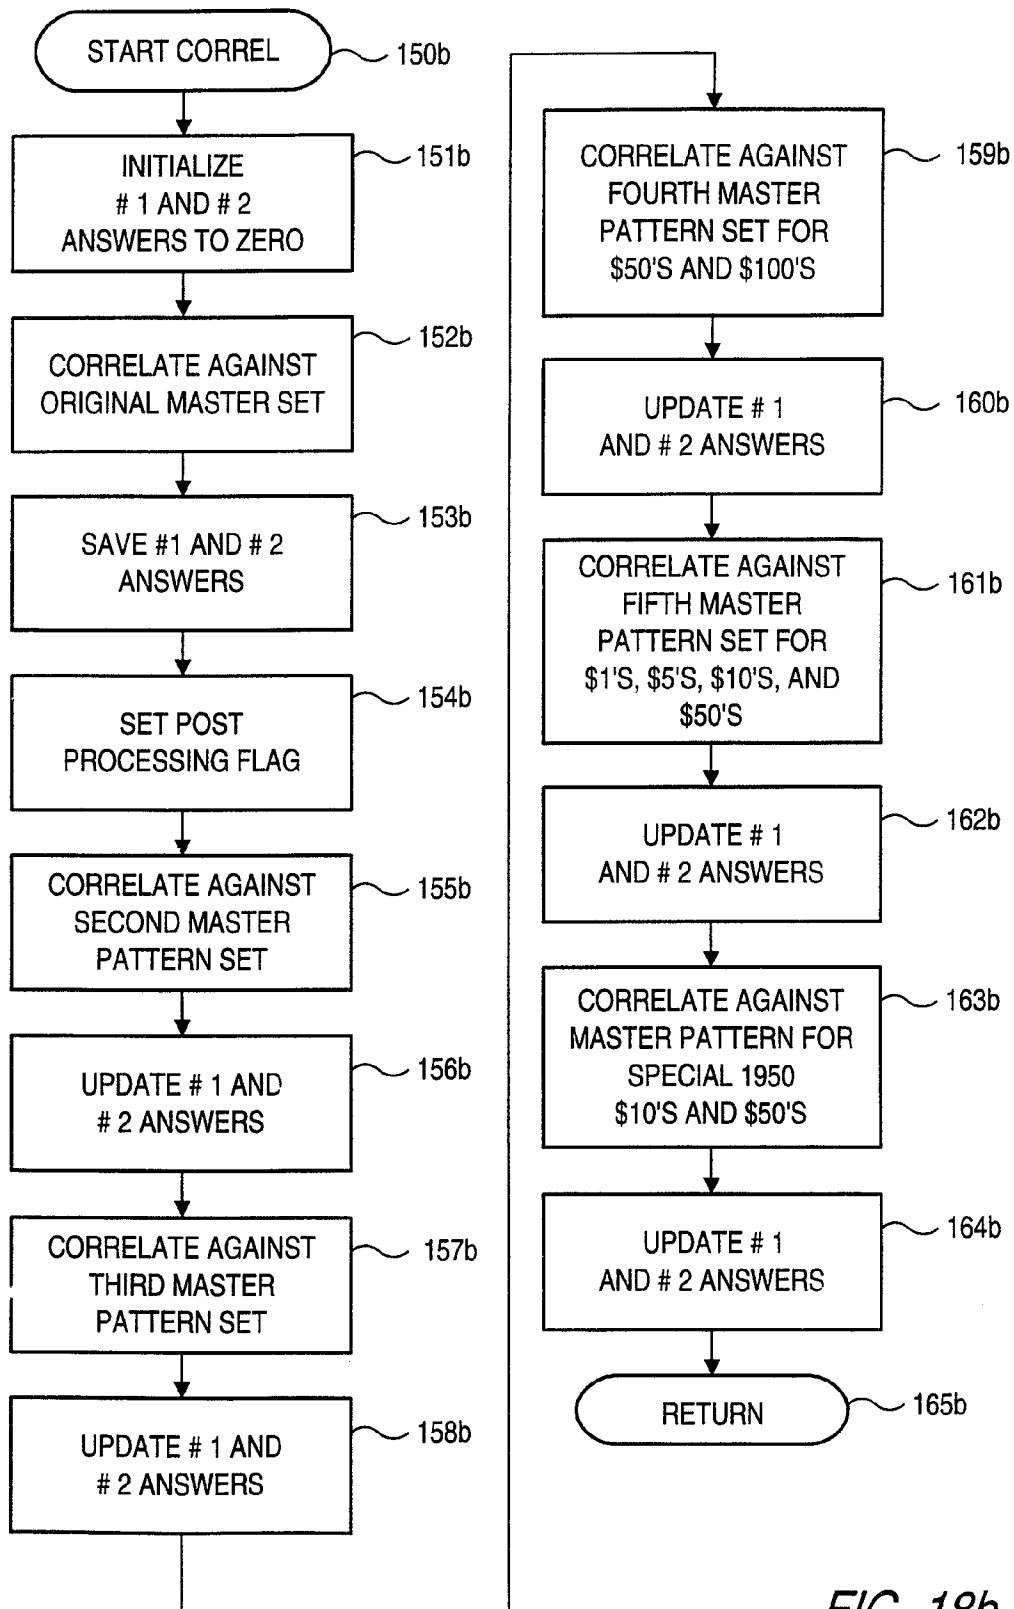 START CORREL
150b
INITIALIZE
# 1 AND # 2
ANSWERS TO ZERO
151b
CORRELATE AGAINST
ORIGINAL MASTER SET
152b
SAVE #1 AND # 2
ANSWERS
153b
SET POST
PROCESSING FLAG
154b
CORRELATE AGAINST
SECOND MASTER
PATTERN SET
155b
UPDATE # 1 AND
# 2 ANSWERS
156b
CORRELATE AGAINST
THIRD MASTER
PATTERN SET
157b
UPDATE # 1 AND
# 2 ANSWERS
158b
CORRELATE AGAINST
FOURTH MASTER
PATTERN SET FOR
$50'S AND $100'S
159b
UPDATE # 1
AND # 2 ANSWERS
160b
CORRELATE AGAINST
FIFTH MASTER
PATTERN SET FOR
$1'S, $5'S, $10'S, AND
$50'S
161b
UPDATE # 1
AND # 2 ANSWERS
162b
CORRELATE AGAINST
MASTER PATTERN FOR
SPECIAL 1950
$10'S AND $50'S
163b
UPDATE # 1
AND # 2 ANSWERS
164b
RETURN
165b
FIG. 18b